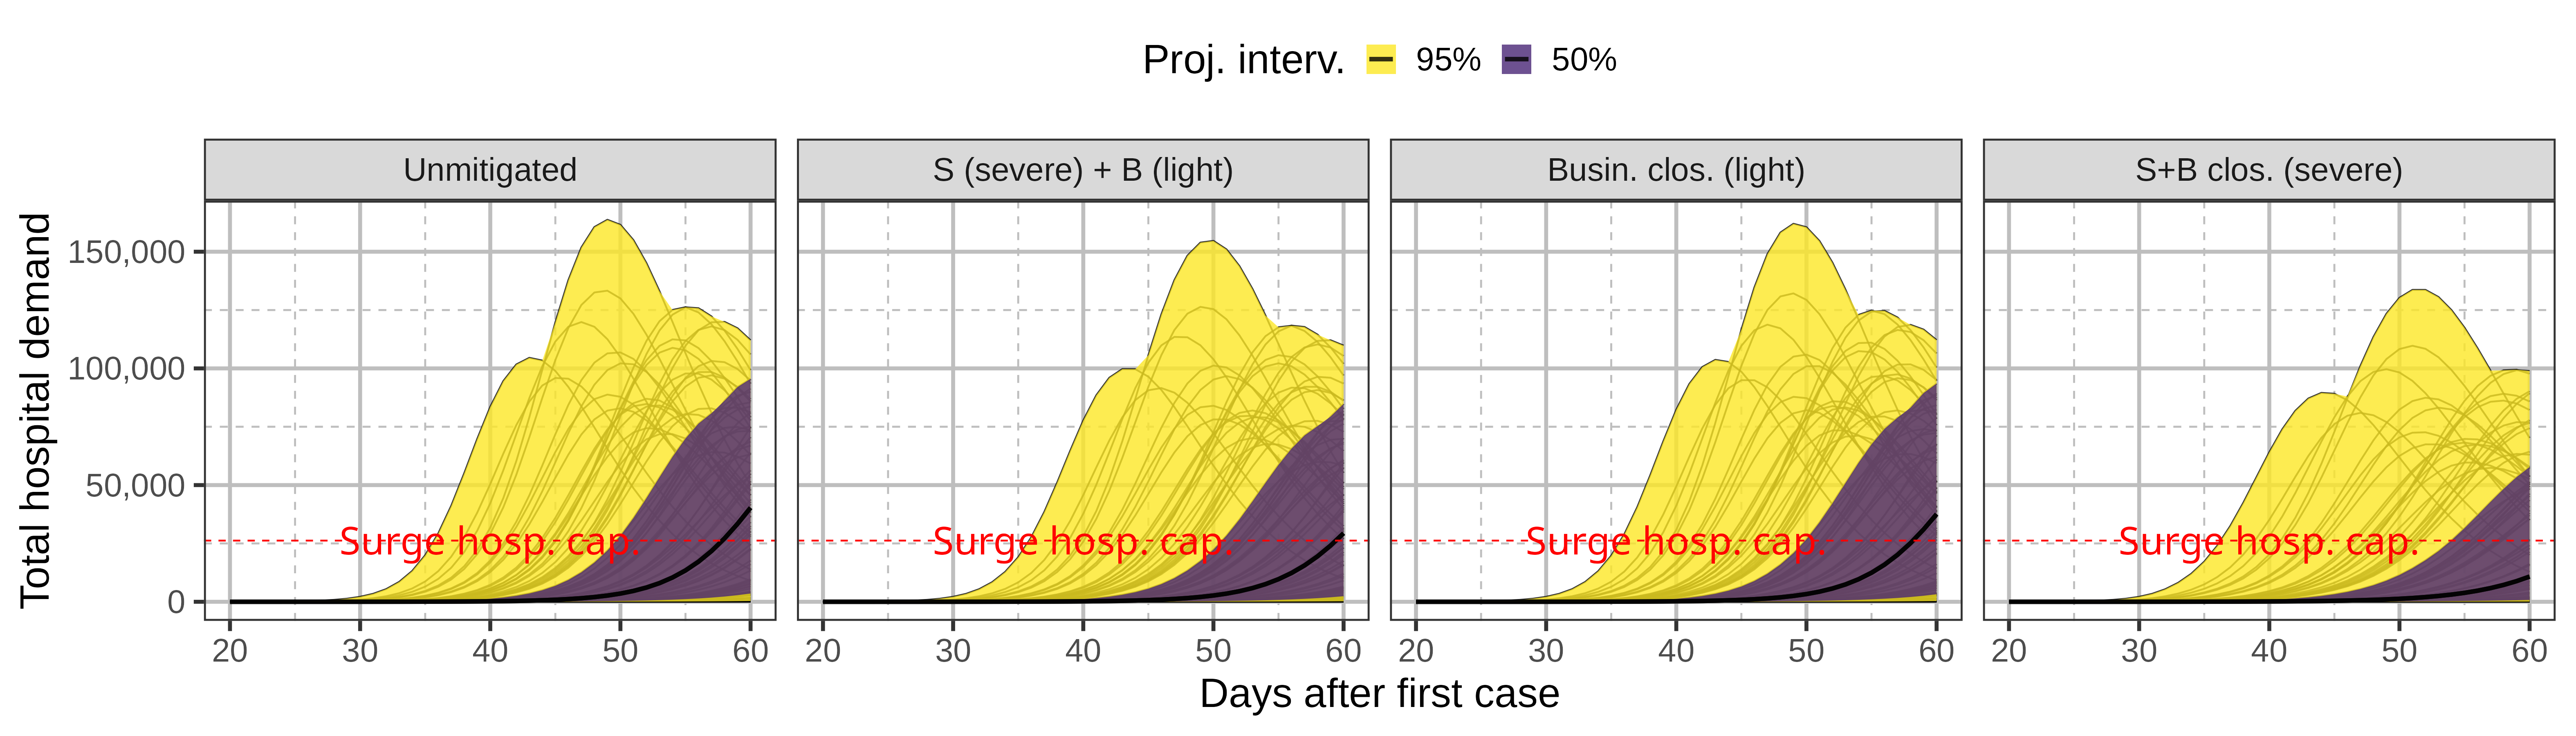 Proj. interv. 95% 50%
Unmitigated
S (severe) + B (light)
Busin. clos. (light)
S+B clos. (severe)
Total hospital demand
150,000
100,000
50,000
0
Surge hosp. cap.
Surge hosp. cap.
Surge hosp. cap.
Surge hosp. cap.
20 30 40 50 60
20 30 40 50 60
20 30 40 50 60
20 30 40 50 60
Days after first case